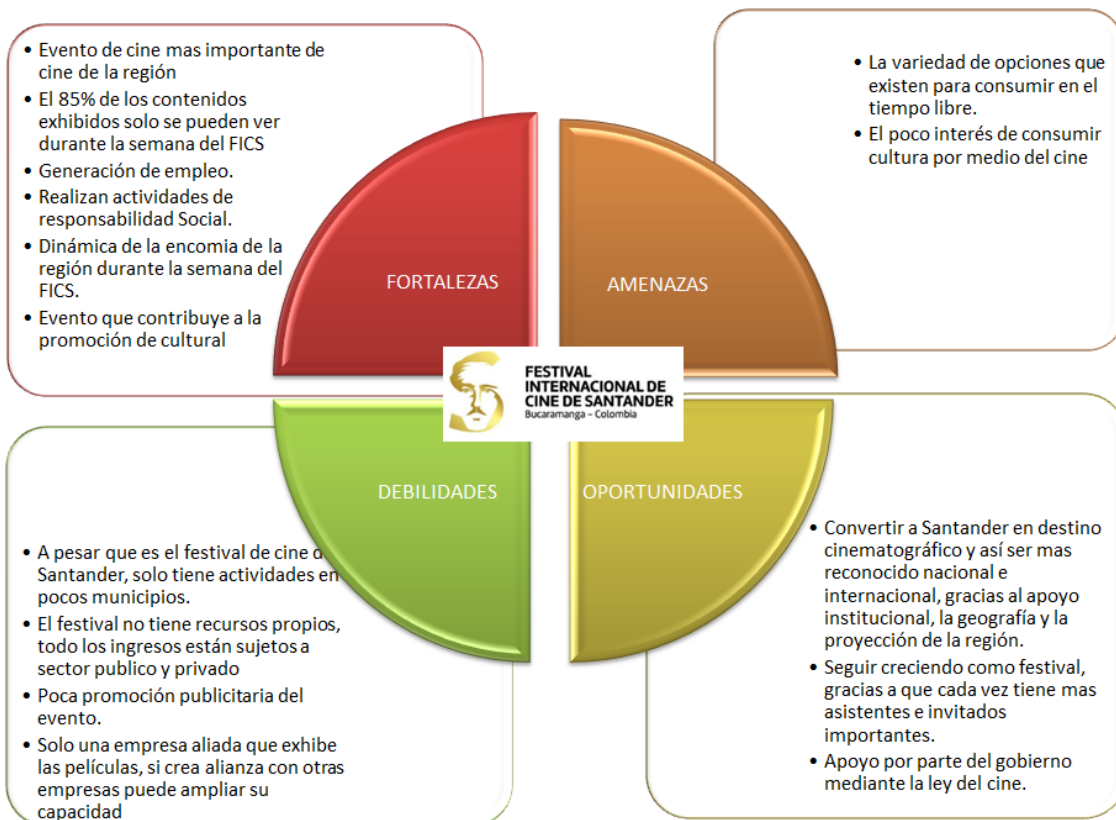 • Evento de cine mas importante de
cine de la región
• El 85% de los contenidos
exhibidos solo se pueden ver
durante la semana del FICS
• Generación de empleo.
• Realizan actividades de
responsabilidad Social.
• Dinámica de la encomia de la
región durante la semana del
FICS.
• Evento que contribuye a la
promoción de cultural
FORTALEZAS
• La variedad de opciones que
existen para consumir en el
tiempo libre.
• El poco interés de consumir
cultura por medio del cine
AMENAZAS
FESTIVAL
INTERNACIONAL DE
CINE DE SANTANDER
Bucaramanga – Colombia
DEBILIDADES
• A pesar que es el festival de cine
Santander, solo tiene actividades en
pocos municipios.
• El festival no tiene recursos propios,
todo los ingresos están sujetos a
sector publico y privado
• Poca promoción publicitaria del
evento.
• Solo una empresa aliada que exhibe
las películas, si crea alianza con otras
empresas puede ampliar su
capacidad
OPORTUNIDADES
• Convertir a Santander en destino
cinematográfico y así ser mas
reconocido nacional e
internacional, gracias al apoyo
institucional, la geografía y la
proyección de la región.
• Seguir creciendo como festival,
gracias a que cada vez tiene mas
asistentes e invitados
importantes.
• Apoyo por parte del gobierno
mediante la ley del cine.